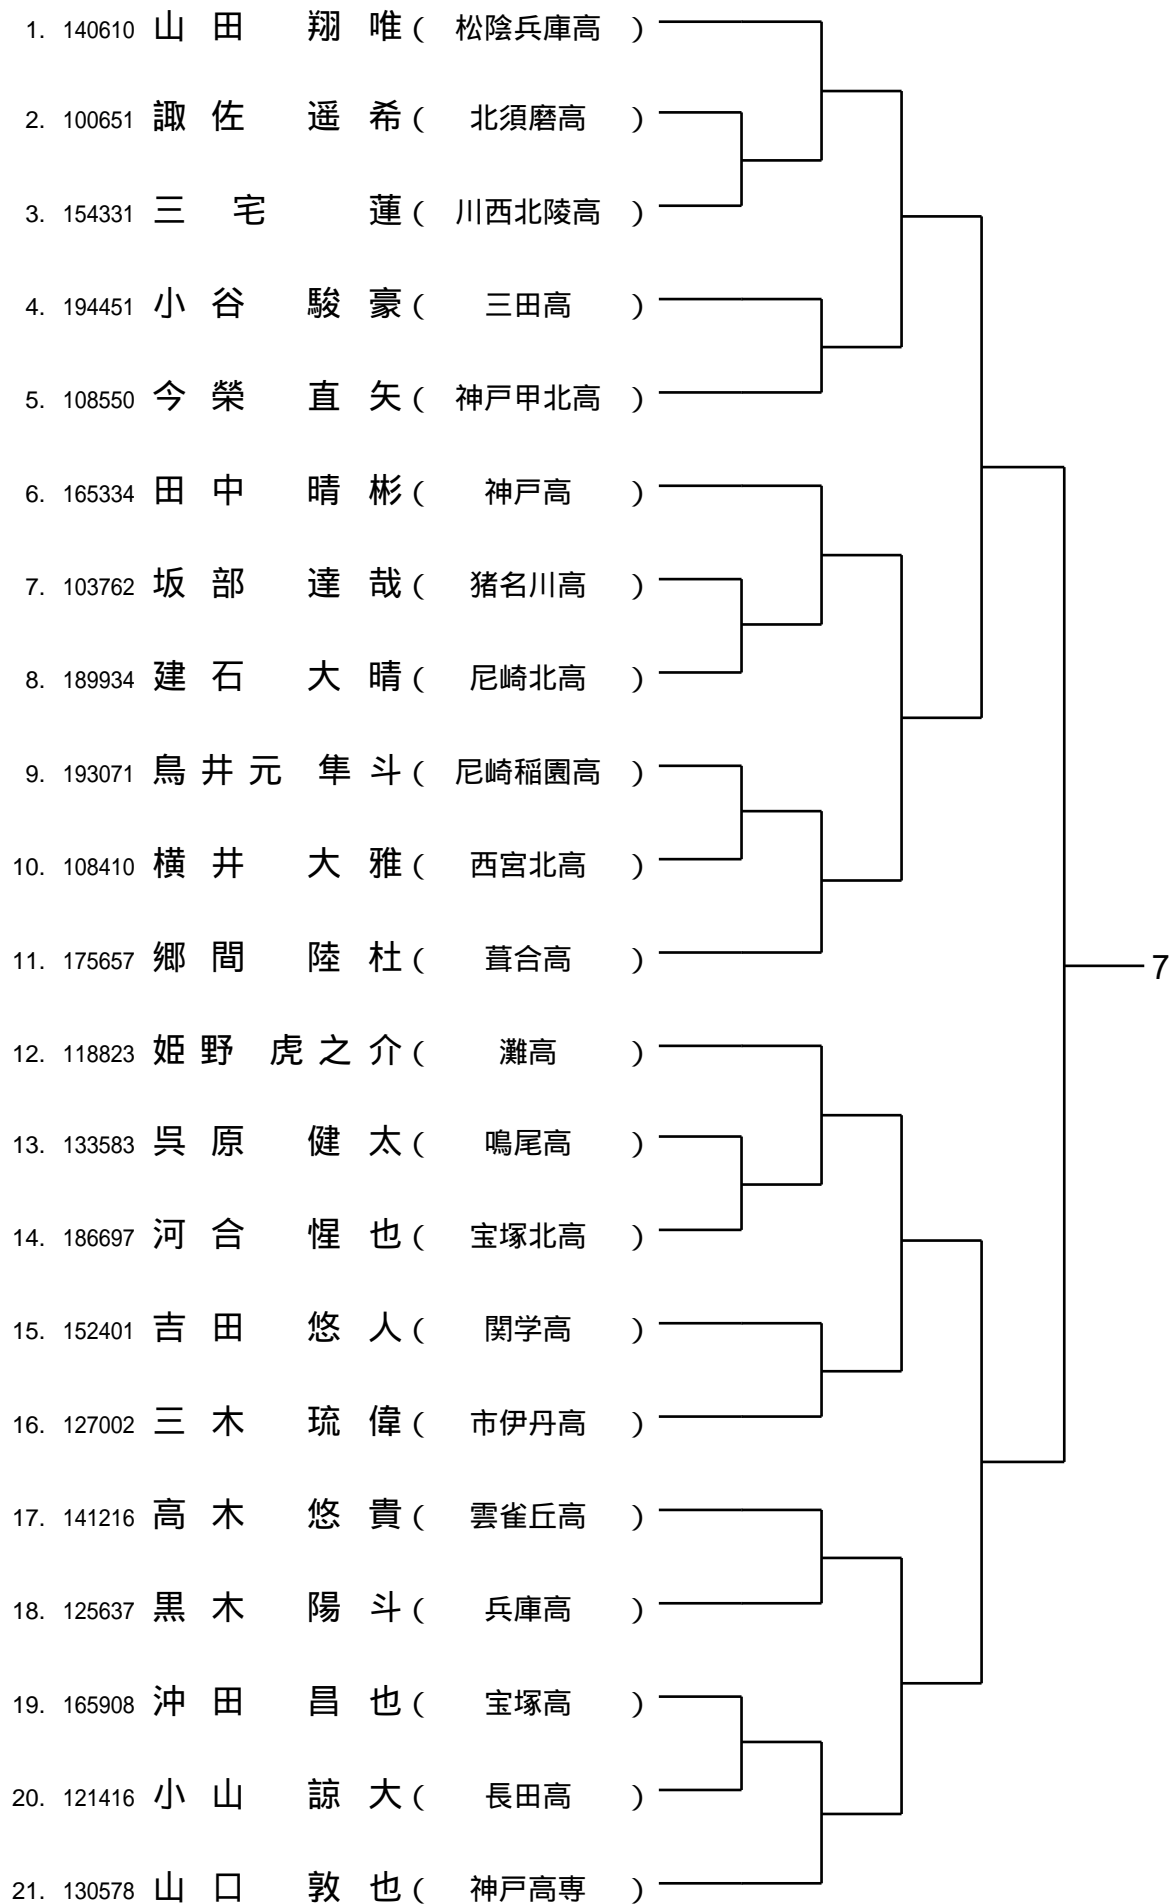 1. 140610 山田 翔唯 ( 松陰兵庫高 )
2. 100651 諏佐 遥希 ( 北須磨高 )
3. 154331 三宅 蓮 ( 川西北陵高 )
4. 194451 小谷 駿豪 ( 三田高 )
5. 108550 今榮 直矢 ( 神戸甲北高 )
6. 165334 田中 晴彬 ( 神戸高 )
7. 103762 坂部 達哉 ( 猪名川高 )
8. 189934 建石 大晴 ( 尼崎北高 )
9. 193071 鳥井元 隼斗 ( 尼崎稲園高 )
10. 108410 横井 大雅 ( 西宮北高 )
11. 175657 郷間 陸杜 ( 葺合高 )
7
12. 118823 姫野 虎之介 ( 灘高 )
13. 133583 呉原 健太 ( 鳴尾高 )
14. 186697 河合 惺也 ( 宝塚北高 )
15. 152401 吉田 悠人 ( 関学高 )
16. 127002 三木 琉偉 ( 市伊丹高 )
17. 141216 高木 悠貴 ( 雲雀丘高 )
18. 125637 黒木 陽斗 ( 兵庫高 )
19. 165908 沖田 昌也 ( 宝塚高 )
20. 121416 小山 諒大 ( 長田高 )
21. 130578 山口 敦也 ( 神戸高専 )